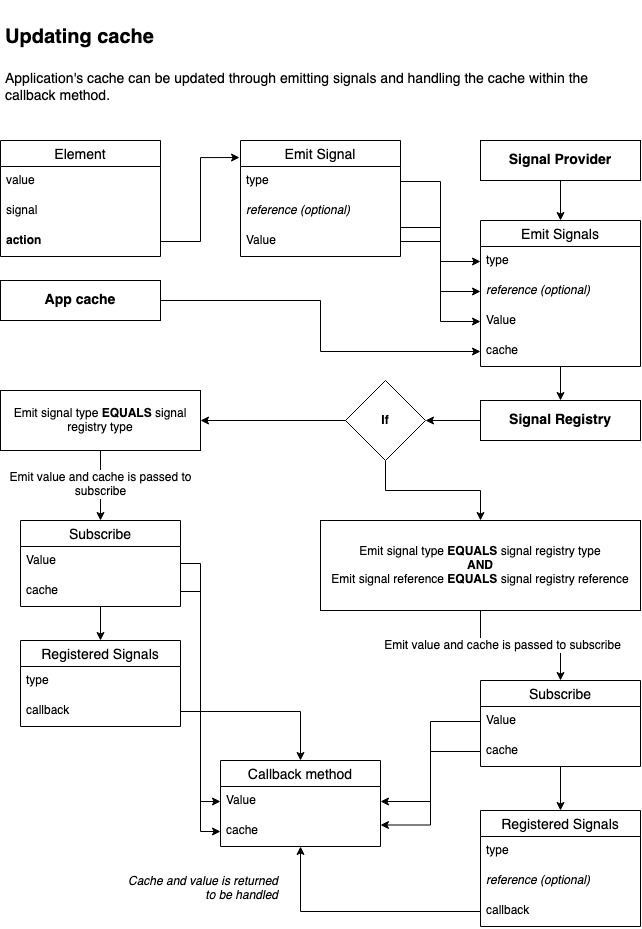 Updating cache
Application's cache can be updated through emitting signals and handling the cache within the
callback method.
Element
value
signal
action
Emit Signal
type
reference (optional)
Value
Signal Provider
Emit Signals
type
reference (optional)
Value
cache
App cache
Signal Registry
If
Emit signal type EQUALS signal
registry type
Emit value and cache is passed to
subscribe
Subscribe
Value
cache
Registered Signals
type
callback
Emit signal type EQUALS signal registry type
AND
Emit signal reference EQUALS signal registry reference
Emit value and cache is passed to subscribe
Subscribe
Value
cache
Callback method
Value
cache
Registered Signals
type
reference (optional)
callback
Cache and value is returned
to be handled